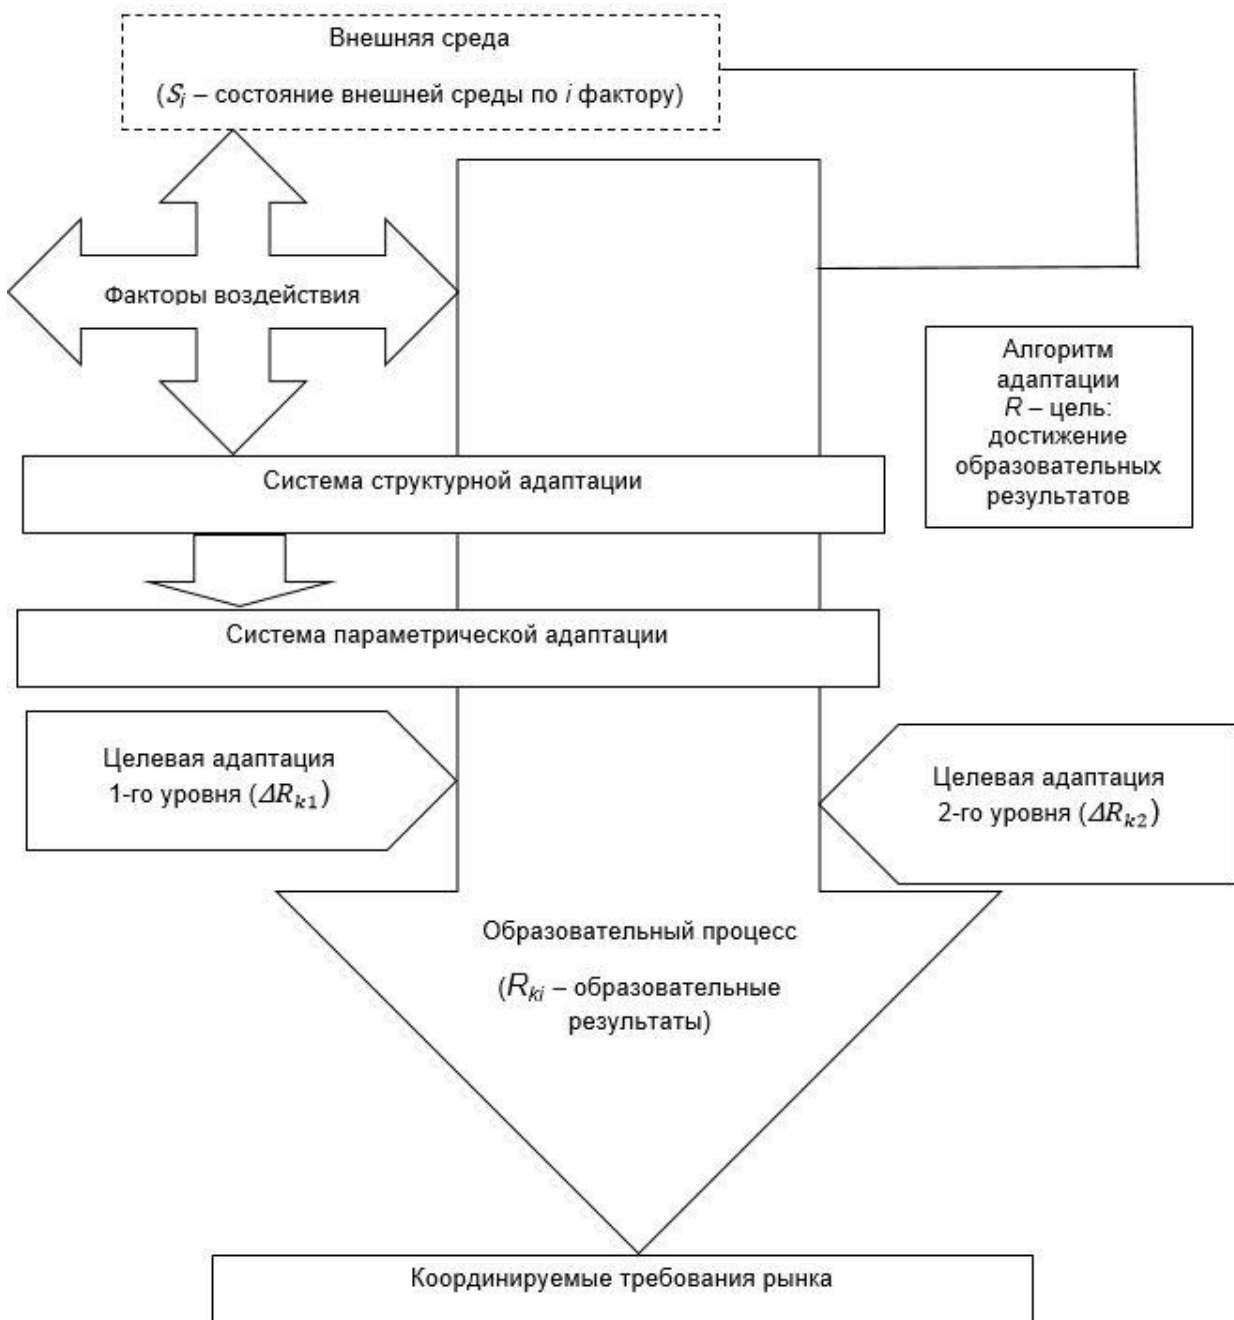 Внешняя среда
(Si – состояние внешней среды по i фактору)
Факторы воздействия
Алгоритм
адаптации
R – цель:
достижение
образовательных
результатов
Система структурной адаптации
Система параметрической адаптации
Целевая адаптация
1-го уровня (ΔRk1)
Целевая адаптация
2-го уровня (ΔRk2)
Образовательный процесс
(Rki – образовательные
результаты)
Координируемые требования рынка